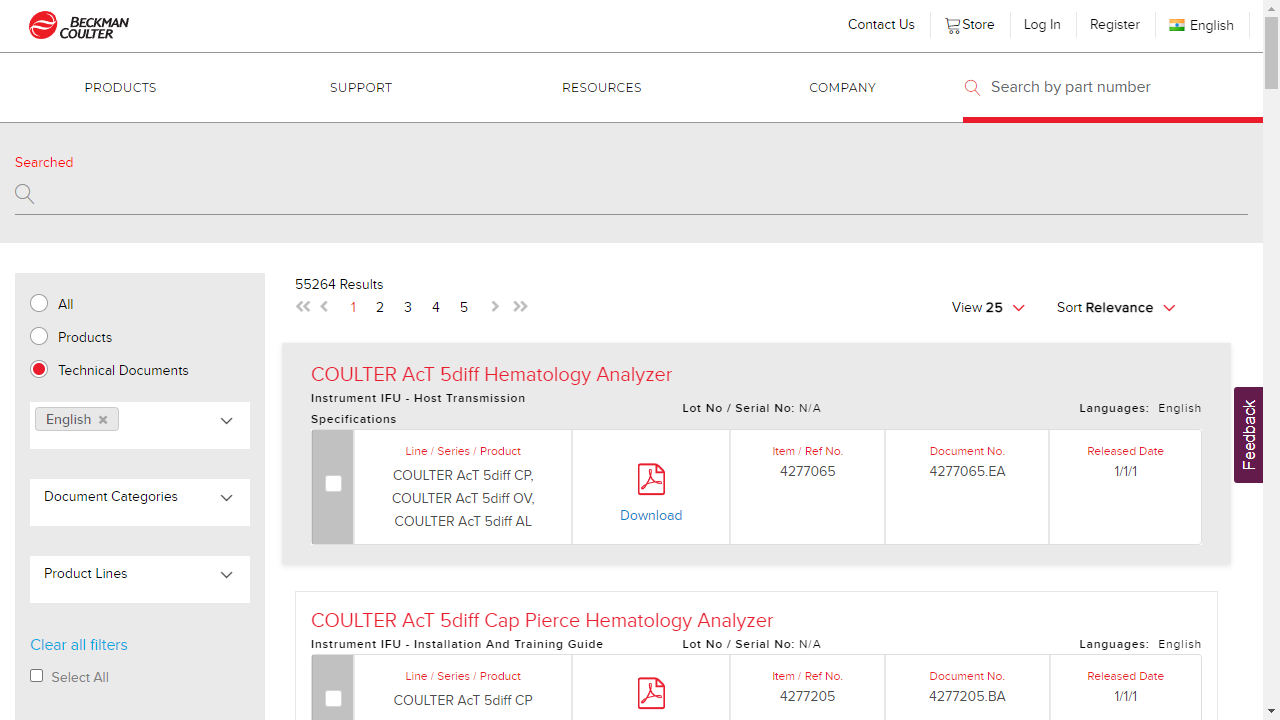 BECKMAN
COULTER
Contact Us
Store
Log In
Register
English
PRODUCTS
SUPPORT
RESOURCES
COMPANY
Search by part number
Searched
All
Products
Technical Documents
English
Document Categories
Product Lines
Clear all filters
Select All
55264 Results
1 2 3 4 5
View 25
Sort Relevance
COULTER AcT 5diff Hematology Analyzer
Instrument IFU - Host Transmission
Specifications
Lot No / Serial No: N/A
Languages: English
Line / Series / Product
COULTER AcT 5diff CP,
COULTER AcT 5diff OV,
COULTER AcT 5diff AL
Download
Item / Ref No.
4277065
Document No.
4277065.EA
Released Date
1/1/1
COULTER AcT 5diff Cap Pierce Hematology Analyzer
Instrument IFU - Installation And Training Guide
Lot No / Serial No: N/A
Languages: English
Line / Series / Product
COULTER AcT 5diff CP
Item / Ref No.
4277205
Document No.
4277205.BA
Released Date
1/1/1
Feedback